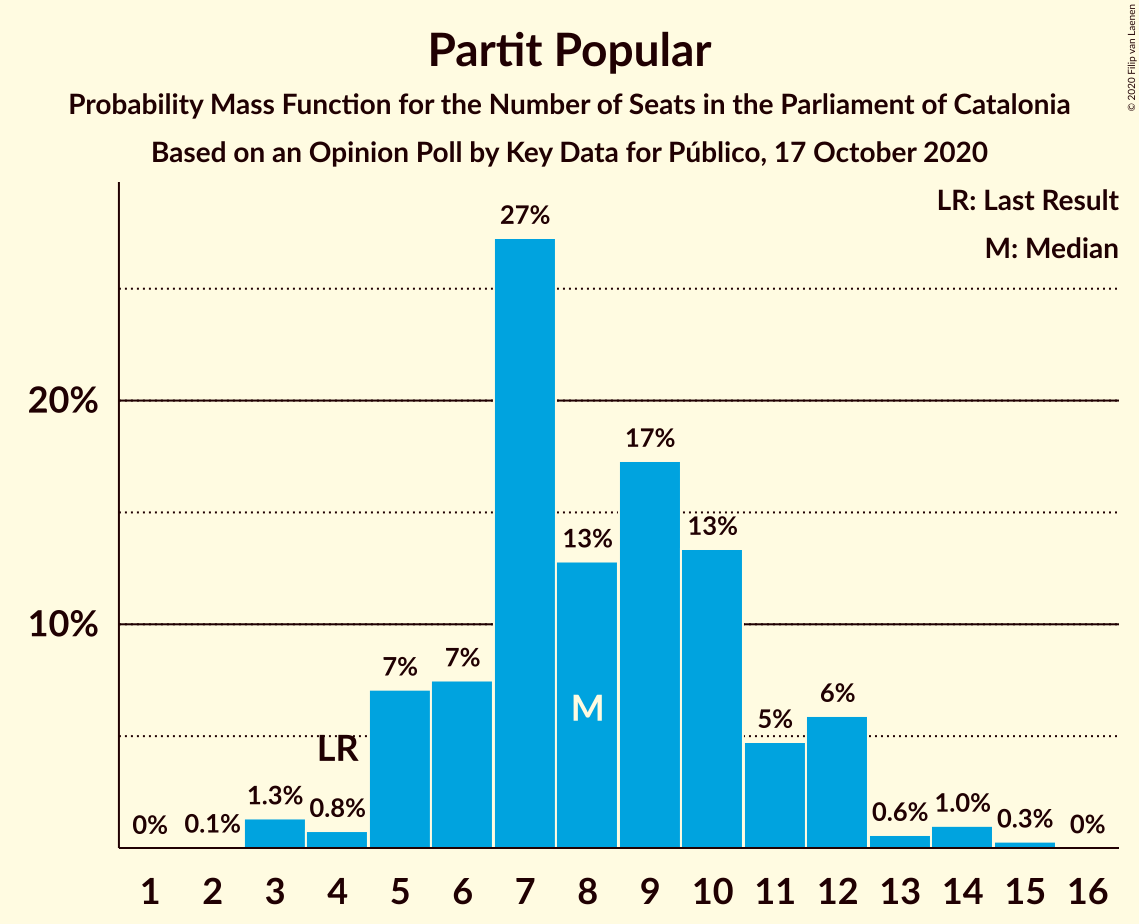 © 2020 Filip van Laenen
Partit Popular
Probability Mass Function for the Number of Seats in the Parliament of Catalonia
Based on an Opinion Poll by Key Data for Público, 17 October 2020
LR: Last Result
M: Median
27%
20%
17%
13%
13%
10%
7%
7%
M
6%
5%
LR
1.3%
0.8%
0%
0.1%
0.6%
1.0%
0.3%
0%
1 2 3 4 5 6 7 8 9 10 11 12 13 14 15 16